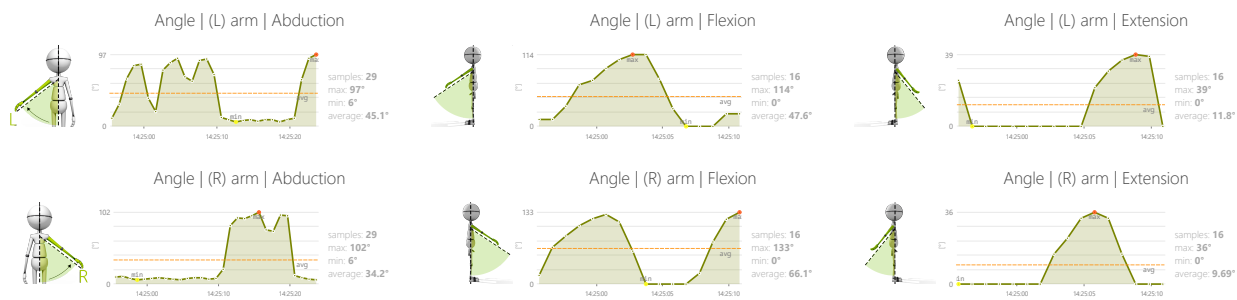 Angle | (L) arm | Abduction
97
0
max
avg
min
14:25:00
14:25:10
14:25:20
samples: 29
max: 97°
min: 6°
average: 45.1°
L
Angle | (L) arm | Flexion
114
0
max
avg
min
14:25:00
14:25:05
14:25:10
samples: 16
max: 114°
min: 0°
average: 47.6°
Angle | (L) arm | Extension
39
0
max
avg
min
14:25:00
14:25:05
14:25:10
samples: 16
max: 39°
min: 0°
average: 11.8°
Angle | (R) arm | Abduction
102
0
max
avg
min
14:25:00
14:25:10
14:25:20
samples: 29
max: 102°
min: 6°
average: 34.2°
R
Angle | (R) arm | Flexion
133
0
ma
avg
min
14:25:00
14:25:05
14:25:10
samples: 16
max: 133°
min: 0°
average: 66.1°
Angle | (R) arm | Extension
36
0
max
avg
in
14:25:00
14:25:05
14:25:10
samples: 16
max: 36°
min: 0°
average: 9.69°